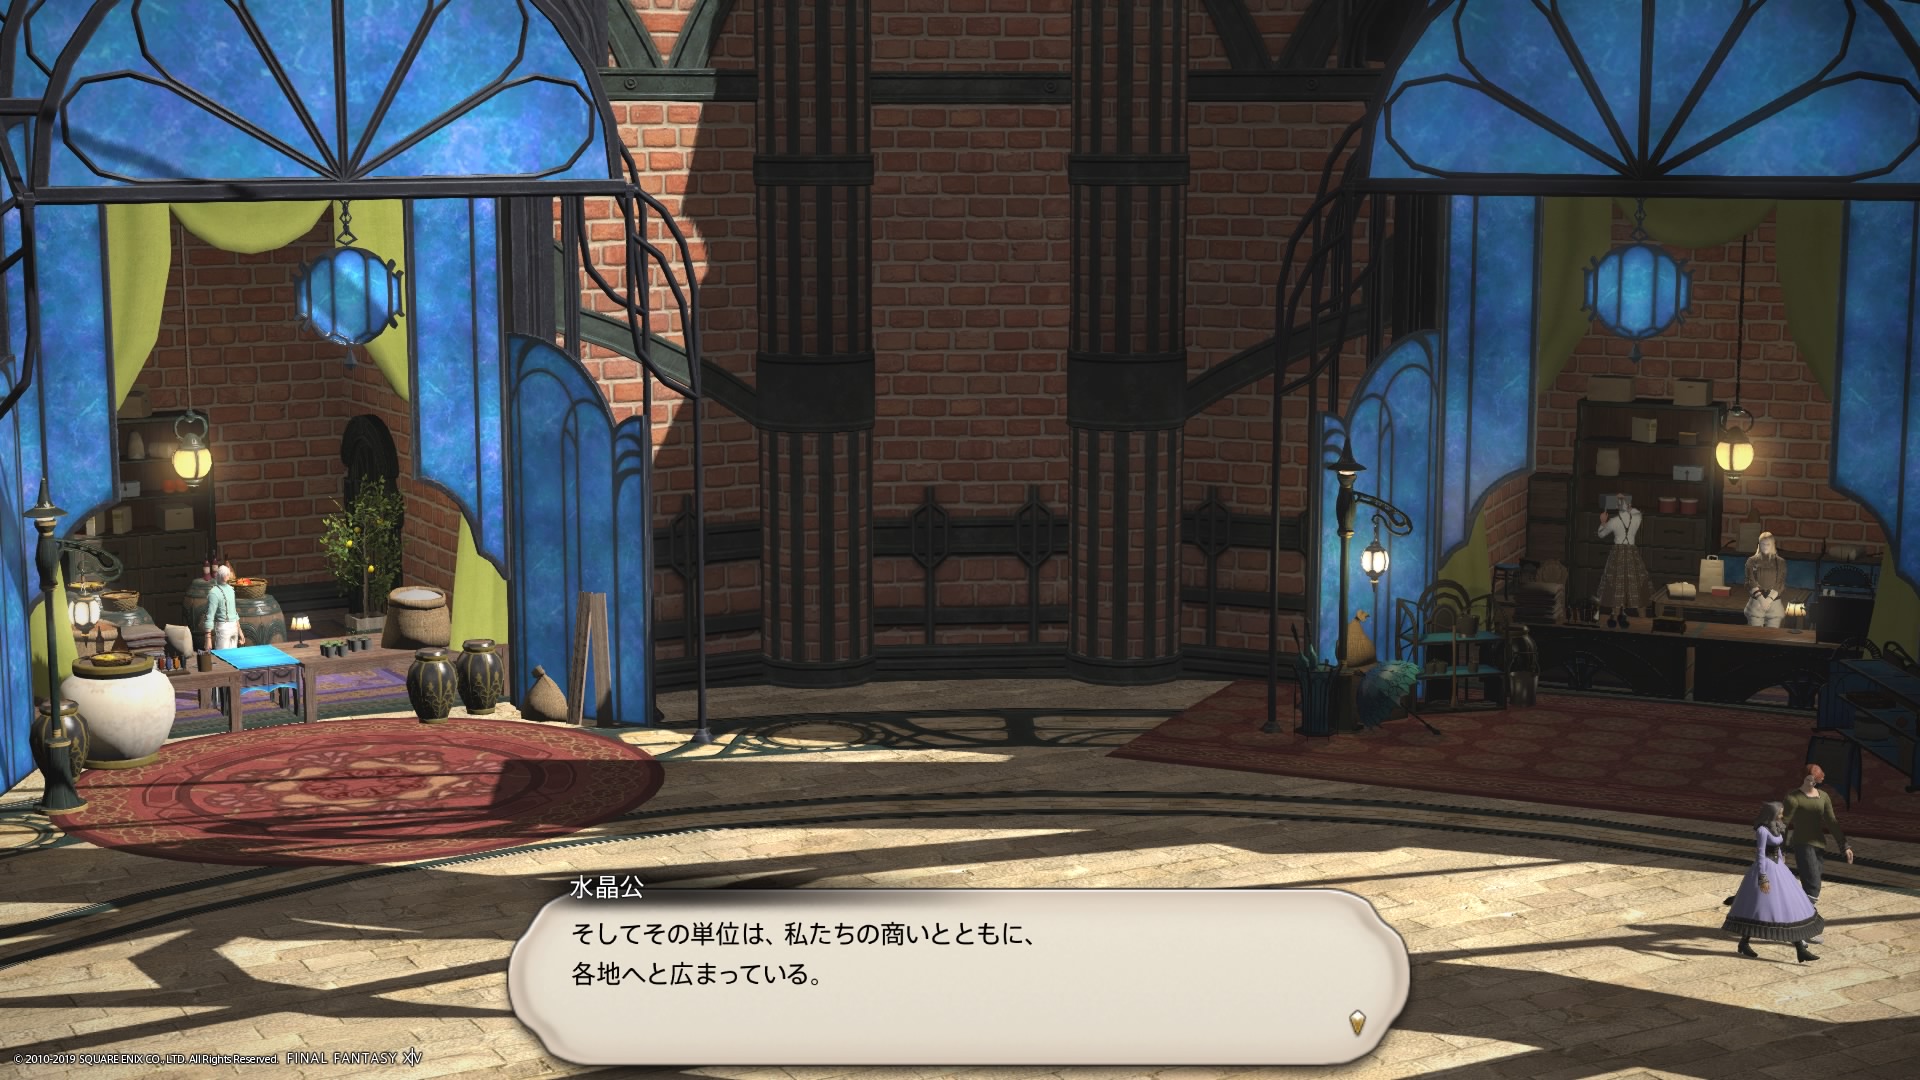 水晶公
そしてその単位は、私たちの商いとともに、
各地へと広まっている。
© 2010-2019 SQUARE ENIX CO., LTD. All Rights Reserved. FINAL FANTASY XIV